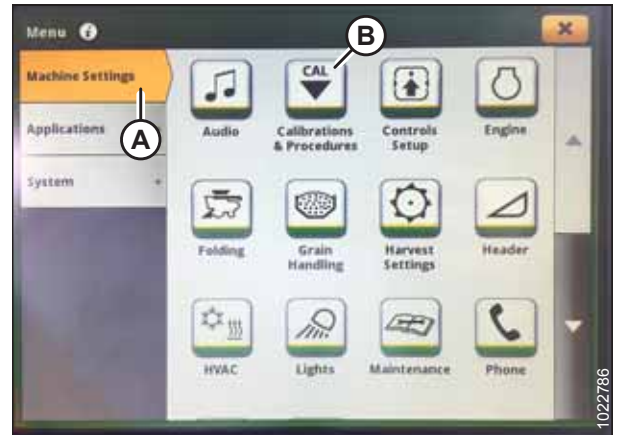 Menu i
B
Machine Settings
A
Applications
System +
Audio
CAL
Calibrations
& Procedures
Controls
Setup
Engine
Folding
Grain
Handling
Harvest
Settings
Header
HVAC
Lights
Maintenance
Phone
1022786